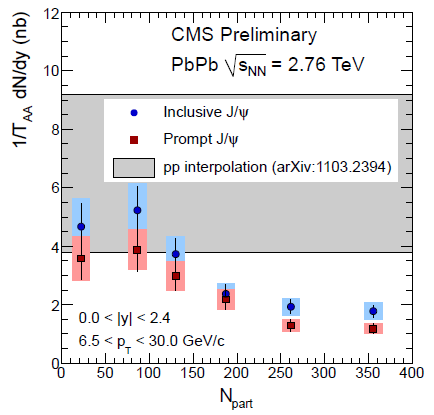 CMS Preliminary
PbPb √sNN = 2.76 TeV
Inclusive J/ψ
Prompt J/ψ
pp interpolation (arXiv:1103.2394)
1/TAA dN/dy (nb)
12
10
8
6
4
2
0
0.0 < |y| < 2.4
6.5 < pT < 30.0 GeV/c
0 50 100 150 200 250 300 350 400
Npart